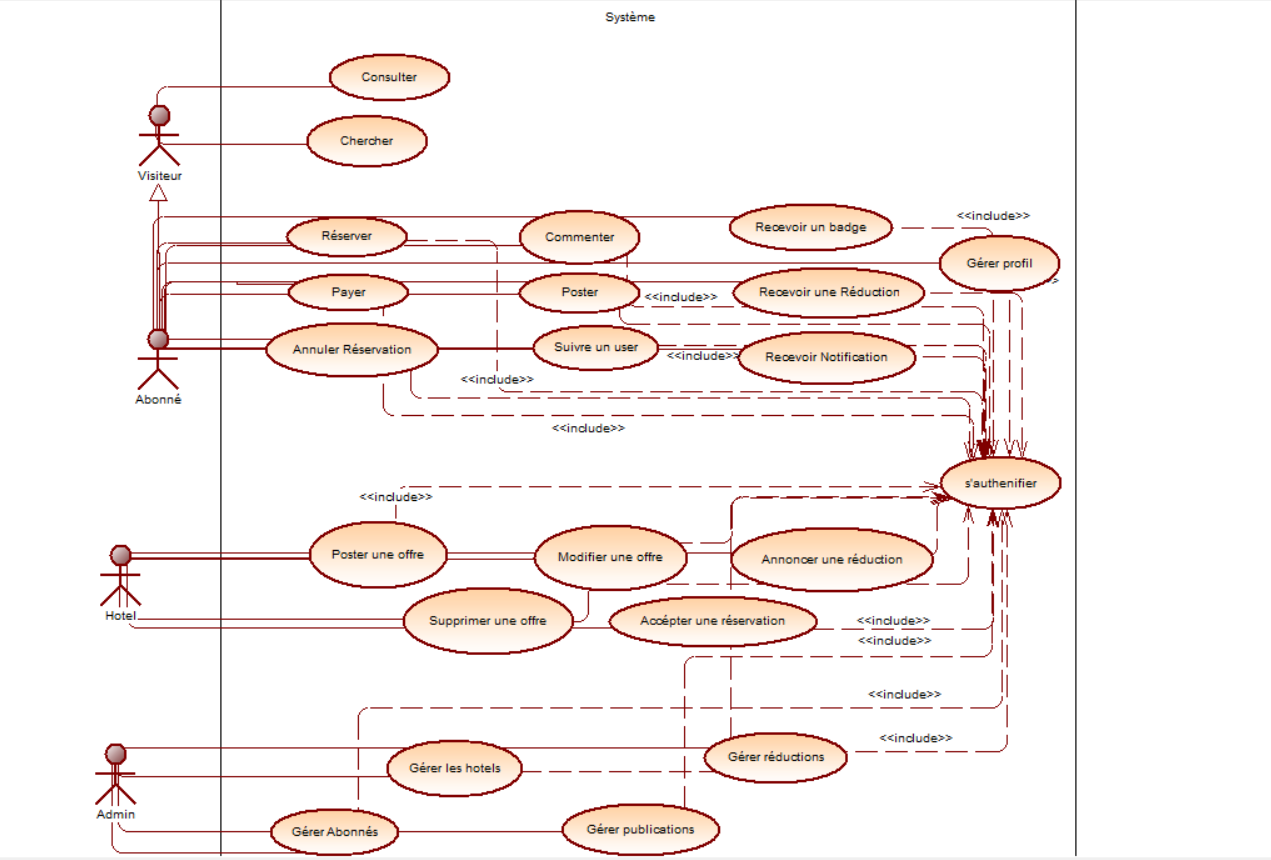 Système
Consulter
Chercher
Visiteur
Réserver
Commenter
Recevoir un badge
<<include>>
Gérer profil
Payer
Poster
<<include>>
Recevoir une Réduction
>
Annuler Réservation
Suivre un user
<<include>>
Recevoir Notification
Abonné
<<include>>
<<include>>
s'authenifier
<<include>>
Poster une offre
Modifier une offre
Annoncer une réduction
Hotel
Supprimer une offre
Accépter une réservation
<<include>>
<<include>>
<<include>>
<<include>>
Gérer réductions
Gérer les hotels
Admin
Gérer Abonnés
Gérer publications